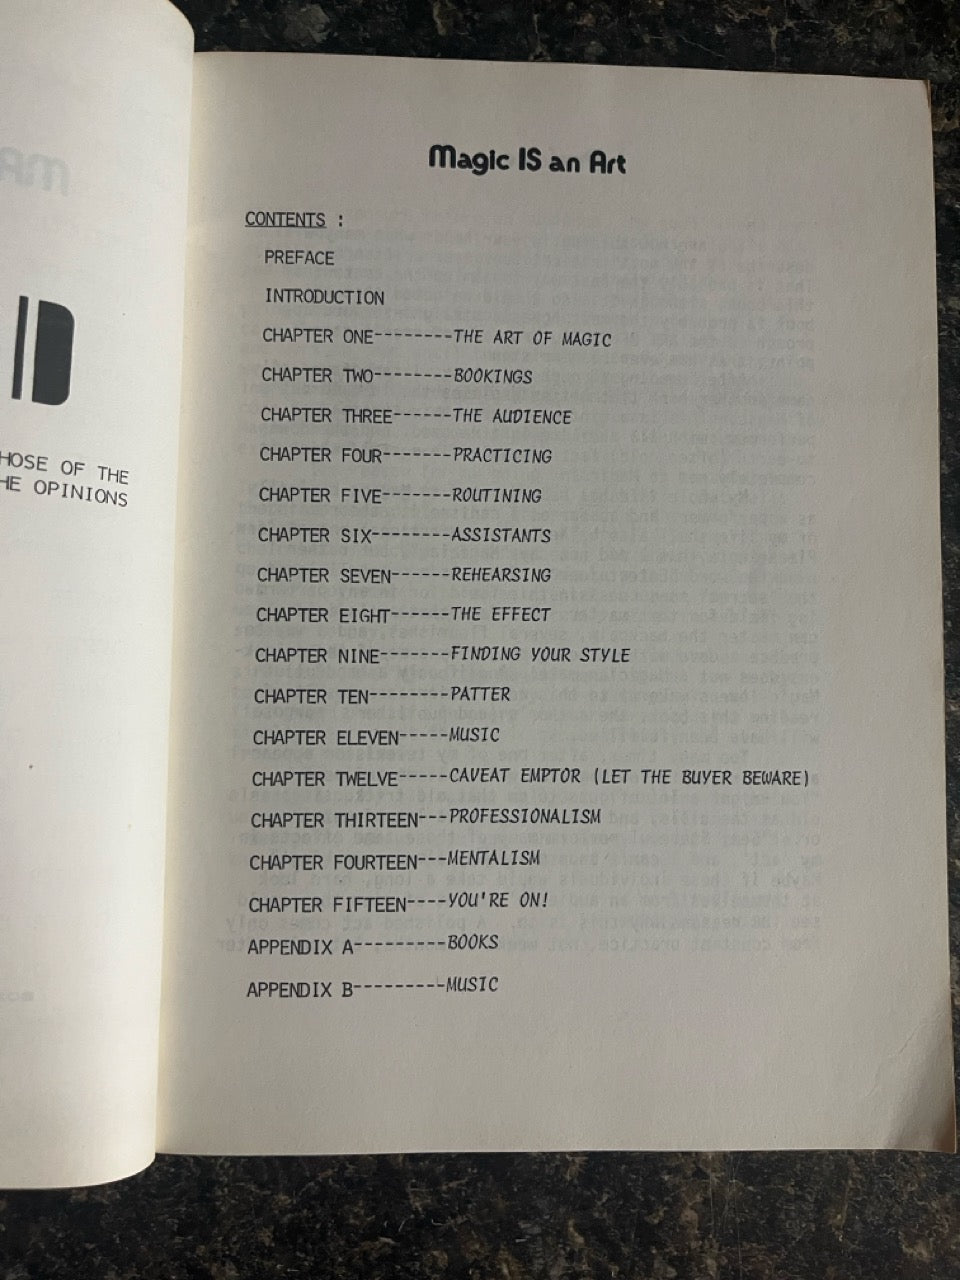 HOSE OF THE
HE OPINIONS
Magic IS an Art
CONTENTS :
PREFACE
INTRODUCTION
CHAPTER ONE--------THE ART OF MAGIC
CHAPTER TWO--------BOOKINGS
CHAPTER THREE------THE AUDIENCE
CHAPTER FOUR-------PRACTICING
CHAPTER FIVE-------ROUTINING
CHAPTER SIX--------ASSISTANTS
CHAPTER SEVEN------REHEARSING
CHAPTER EIGHT------THE EFFECT
CHAPTER NINE-------FINDING YOUR STYLE
CHAPTER TEN--------PATTER
CHAPTER ELEVEN-----MUSIC
CHAPTER TWELVE-----CAVEAT EMPTOR (LET THE BUYER BEWARE)
CHAPTER THIRTEEN---PROFESSIONALISM
CHAPTER FOURTEEN---MENTALISM
CHAPTER FIFTEEN----YOU'RE ON!
APPENDIX A---------BOOKS
APPENDIX B---------MUSIC